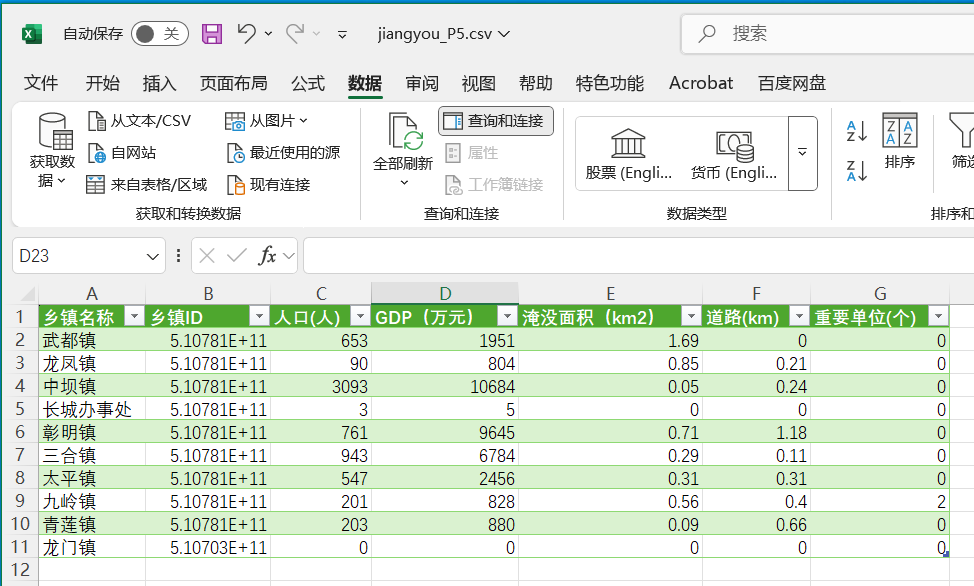 自动保存 关 jiangyou_P5.csv 搜索
文件 开始 插入 页面布局 公式 数据 审阅 视图 帮助 特色功能 Acrobat 百度网盘
获取数据
从文本/CSV
自网站
来自表格/区域
从图片
最近使用的源
现有连接
获取和转换数据
全部刷新
查询和连接
属性
工作簿链接
查询和连接
股票 (Engli... 货币 (Engli...
数据类型
排序
筛选
排序和
D23 fx
A B C D E F G
1 乡镇名称 乡镇ID 人口(人) GDP（万元） 淹没面积（km2） 道路(km) 重要单位(个)
2 武都镇 5.10781E+11 653 1951 1.69 0 0
3 龙凤镇 5.10781E+11 90 804 0.85 0.21 0
4 中坝镇 5.10781E+11 3093 10684 0.05 0.24 0
5 长城办事处 5.10781E+11 3 5 0 0 0
6 彰明镇 5.10781E+11 761 9645 0.71 1.18 0
7 三合镇 5.10781E+11 943 6784 0.29 0.11 0
8 太平镇 5.10781E+11 547 2456 0.31 0.31 0
9 九岭镇 5.10781E+11 201 828 0.56 0.4 2
10 青莲镇 5.10781E+11 203 880 0.09 0.66 0
11 龙门镇 5.10703E+11 0 0 0 0 0
12